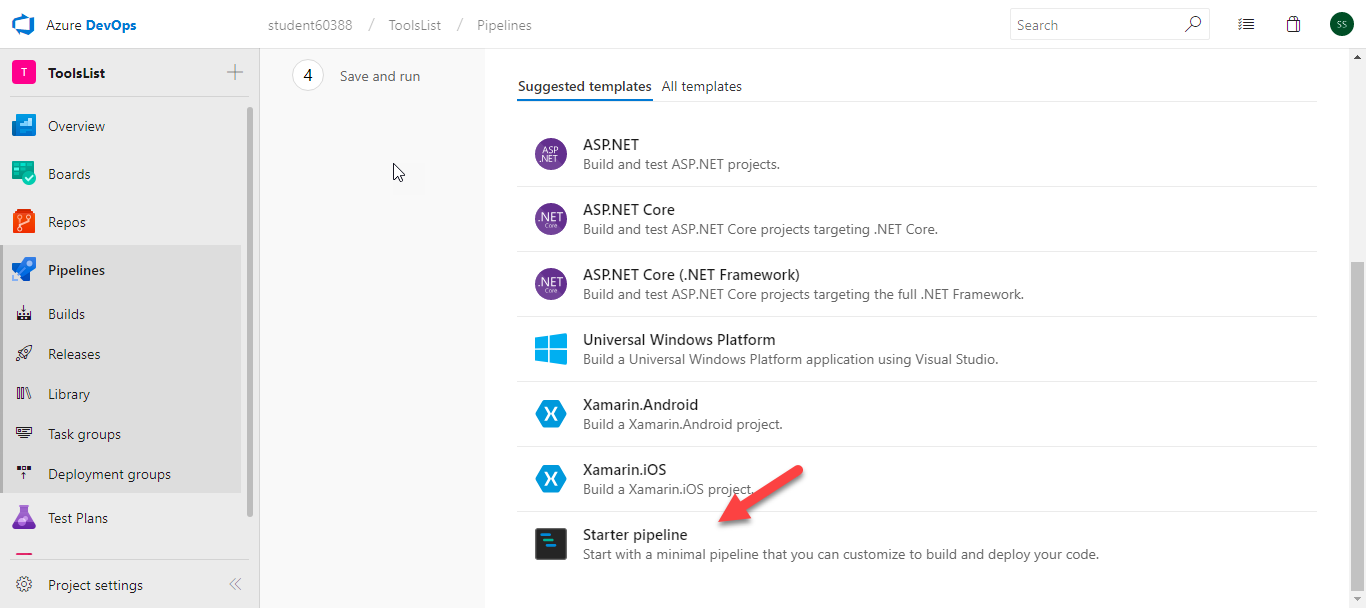 Azure DevOps
student60388 / ToolsList / Pipelines
Search
SS
T ToolsList
Overview
Boards
Repos
Pipelines
Builds
Releases
Library
Task groups
Deployment groups
Test Plans
Project settings
4 Save and run
Suggested templates All templates
ASP .NET
ASP.NET
Build and test ASP.NET projects.
.NET Core
ASP.NET Core
Build and test ASP.NET Core projects targeting .NET Core.
.NET Core
ASP.NET Core (.NET Framework)
Build and test ASP.NET Core projects targeting the full .NET Framework.
Universal Windows Platform
Build a Universal Windows Platform application using Visual Studio.
Xamarin.Android
Build a Xamarin.Android project.
Xamarin.iOS
Build a Xamarin.iOS project.
Starter pipeline
Start with a minimal pipeline that you can customize to build and deploy your code.